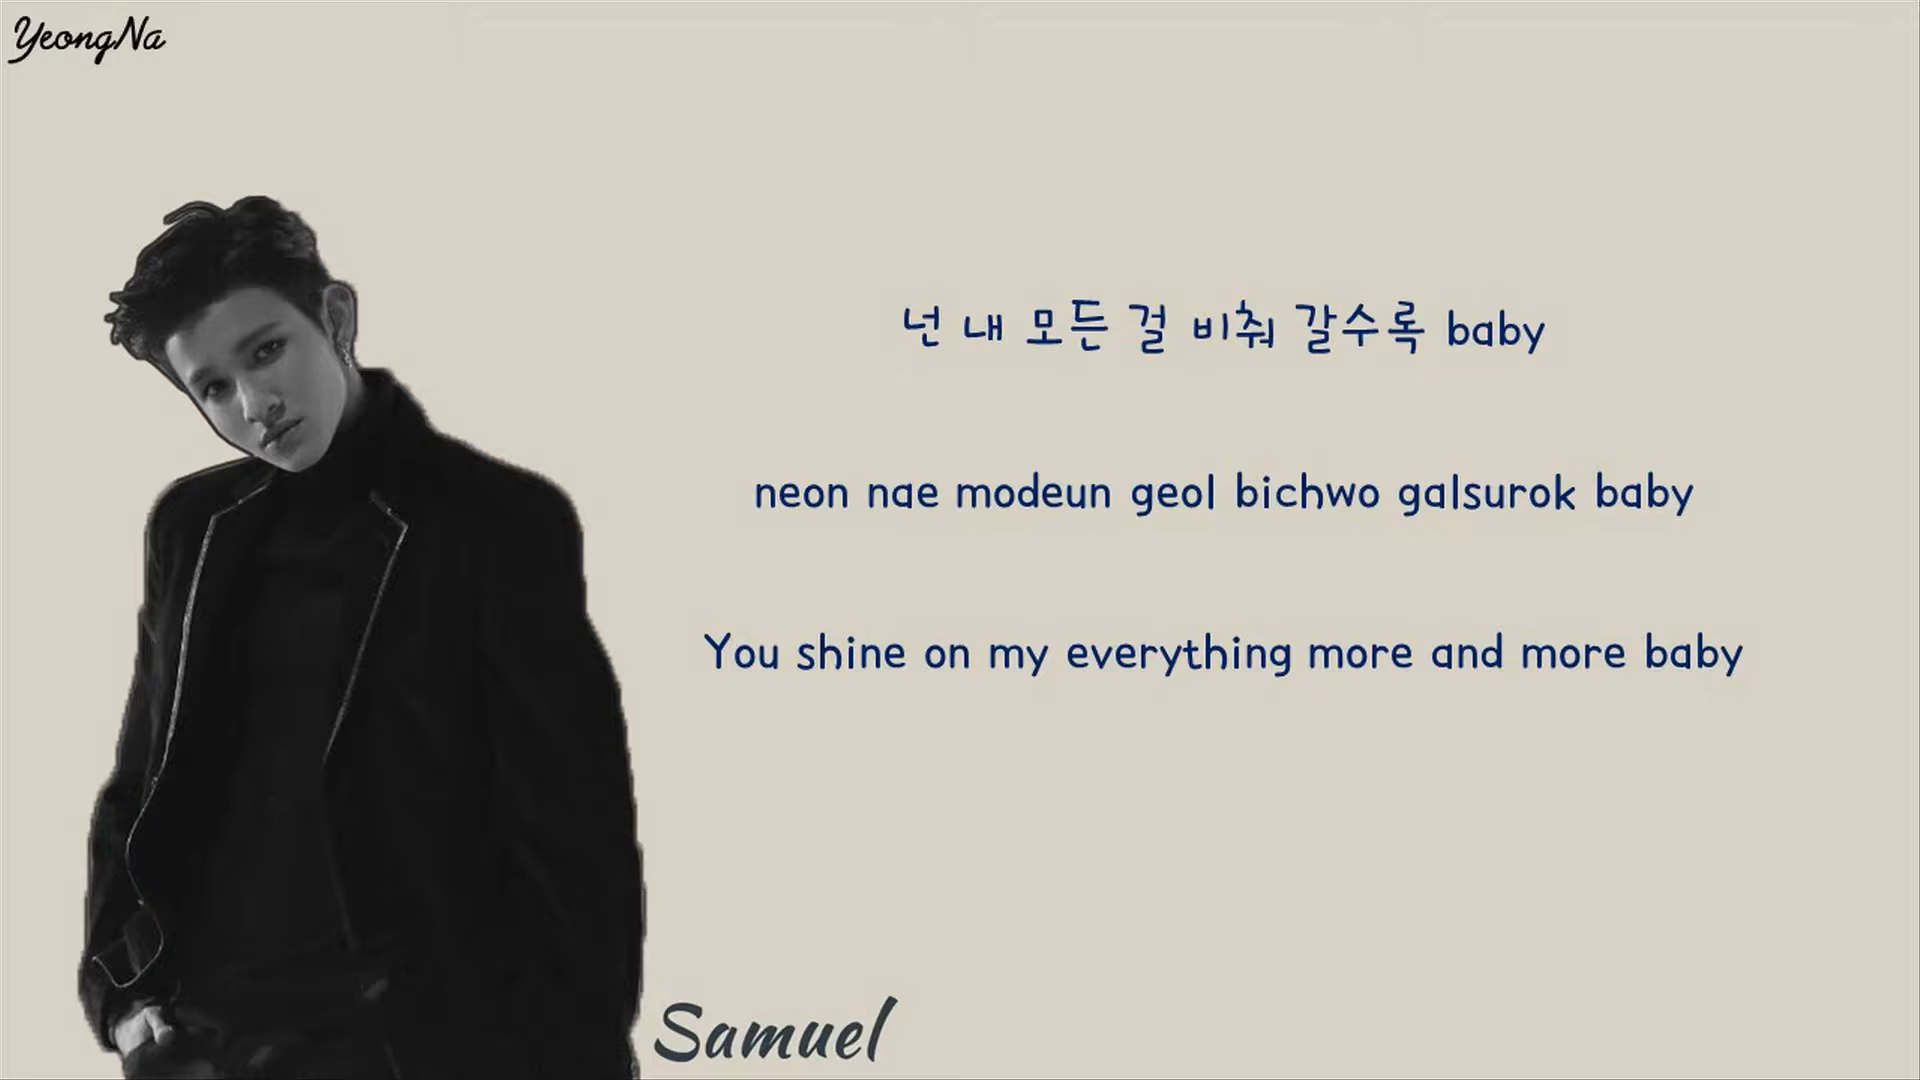 YeongNa
넌 내 모든 걸 비춰 갈수록 baby
neon nae modeun geol bichwo galsurok baby
You shine on my everything more and more baby
Samuel